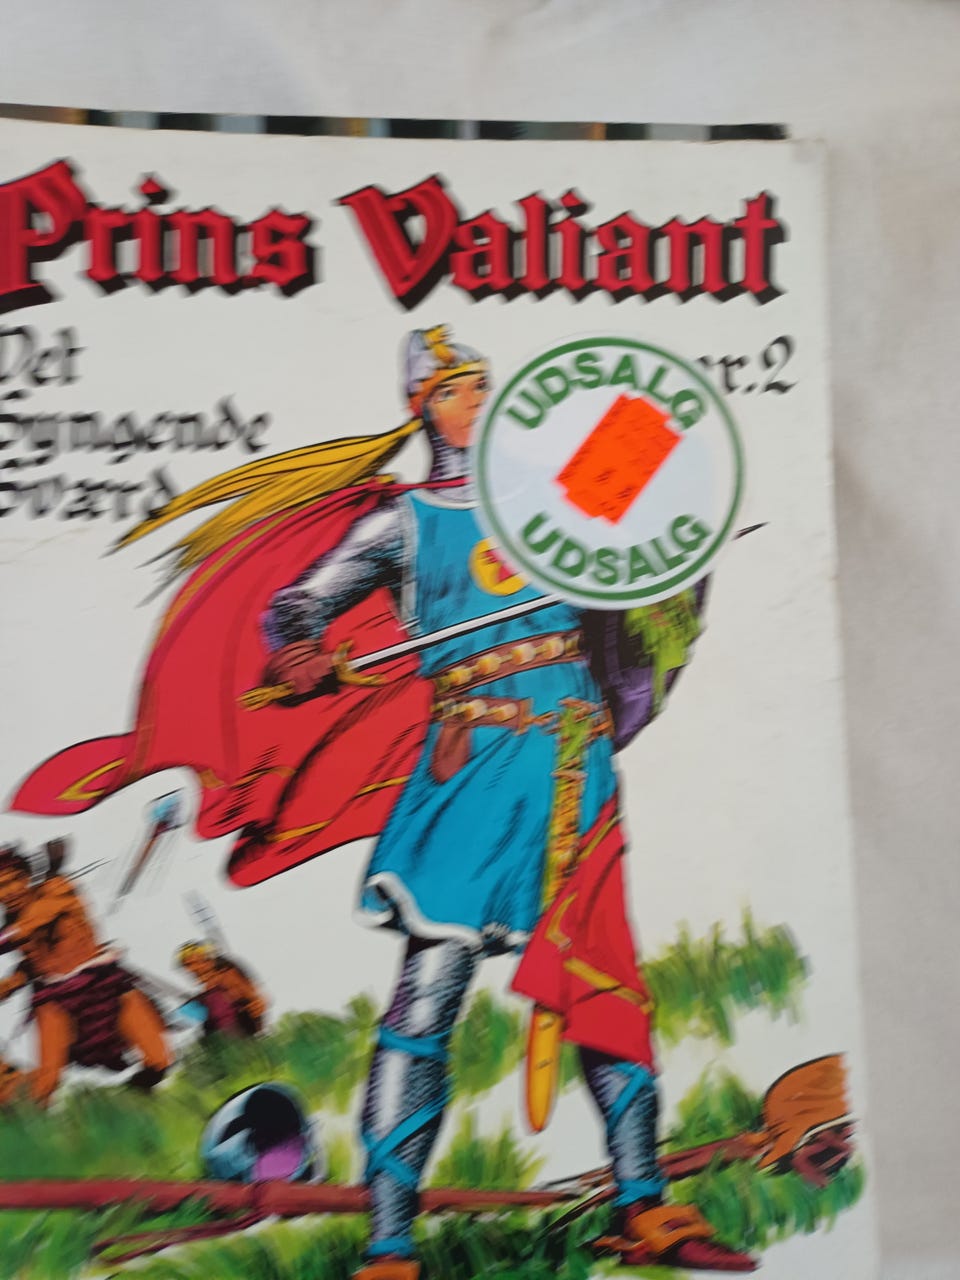 Prins Valiant
Det
Syngende
Sværd
nr.2
UDSALG
UDSALG